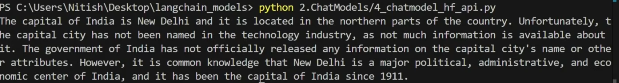 PS C:\Users\Nitish\Desktop\langchain_models> python 2.ChatModels/4_chatmodel_hf_api.py
The capital of India is New Delhi and it is located in the northern parts of the country. Unfortunately, t
he capital city has not been named in the technology industry, as not much information is available about
it. The government of India has not officially released any information on the capital city's name or othe
r attributes. However, it is common knowledge that New Delhi is a major political, administrative, and eco
nomic center of India, and it has been the capital of India since 1911.